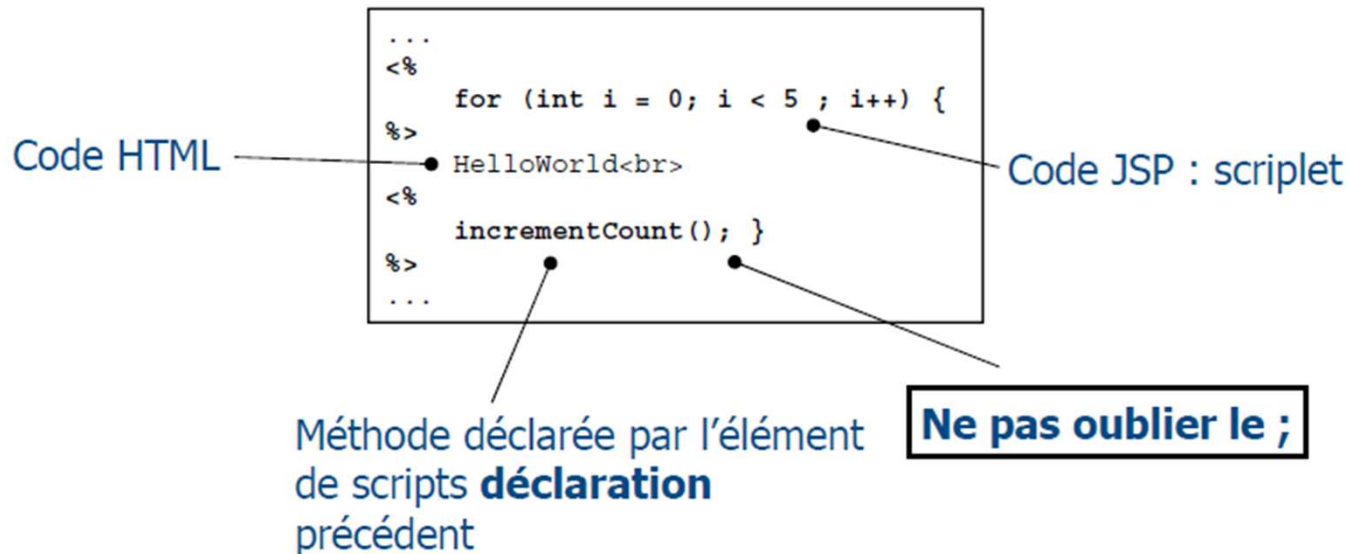 ...
<%
for (int i = 0; i < 5 ; i++) {
%>
Code HTML
HelloWorld<br>
Code JSP : scriplet
<%
incrementCount(); }
%>
...
Méthode déclarée par l'élément
de scripts déclaration
précédent
Ne pas oublier le ;